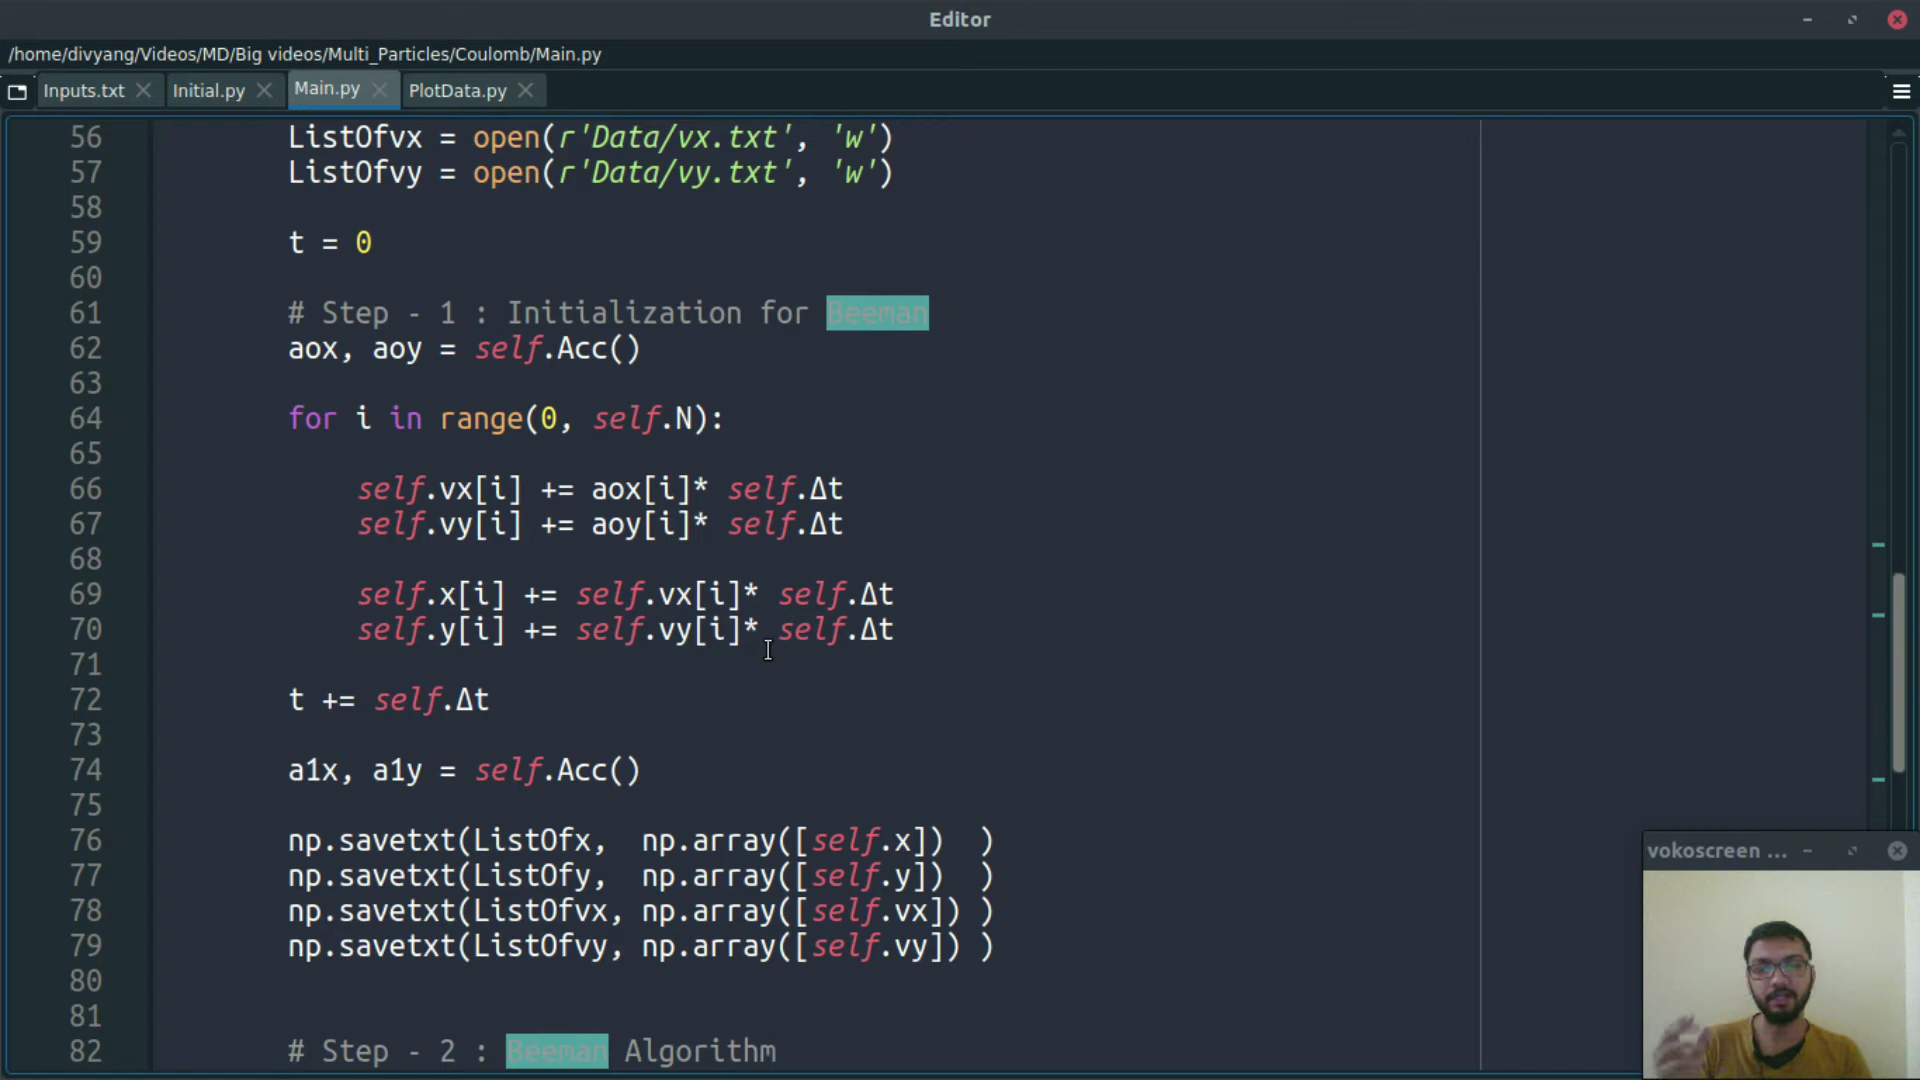 Editor
/home/divyang/Videos/MD/Big videos/Multi_Particles/Coulomb/Main.py
Inputs.txt Initial.py Main.py PlotData.py
56 ListOfvx = open(r'Data/vx.txt', 'w')
57 ListOfvy = open(r'Data/vy.txt', 'w')
58
59 t = 0
60
61 # Step - 1 : Initialization for Beeman
62 aox, aoy = self.Acc()
63
64 for i in range(0, self.N):
65
66 self.vx[i] += aox[i]* self.Δt
67 self.vy[i] += aoy[i]* self.Δt
68
69 self.x[i] += self.vx[i]* self.Δt
70 self.y[i] += self.vy[i]* self.Δt
71
72 t += self.Δt
73
74 a1x, a1y = self.Acc()
75
76 np.savetxt(ListOfx, np.array([self.x]) )
77 np.savetxt(ListOfy, np.array([self.y]) )
78 np.savetxt(ListOfvx, np.array([self.vx]) )
79 np.savetxt(ListOfvy, np.array([self.vy]) )
80
81
82 # Step - 2 : Beeman Algorithm
vokoscreen ...